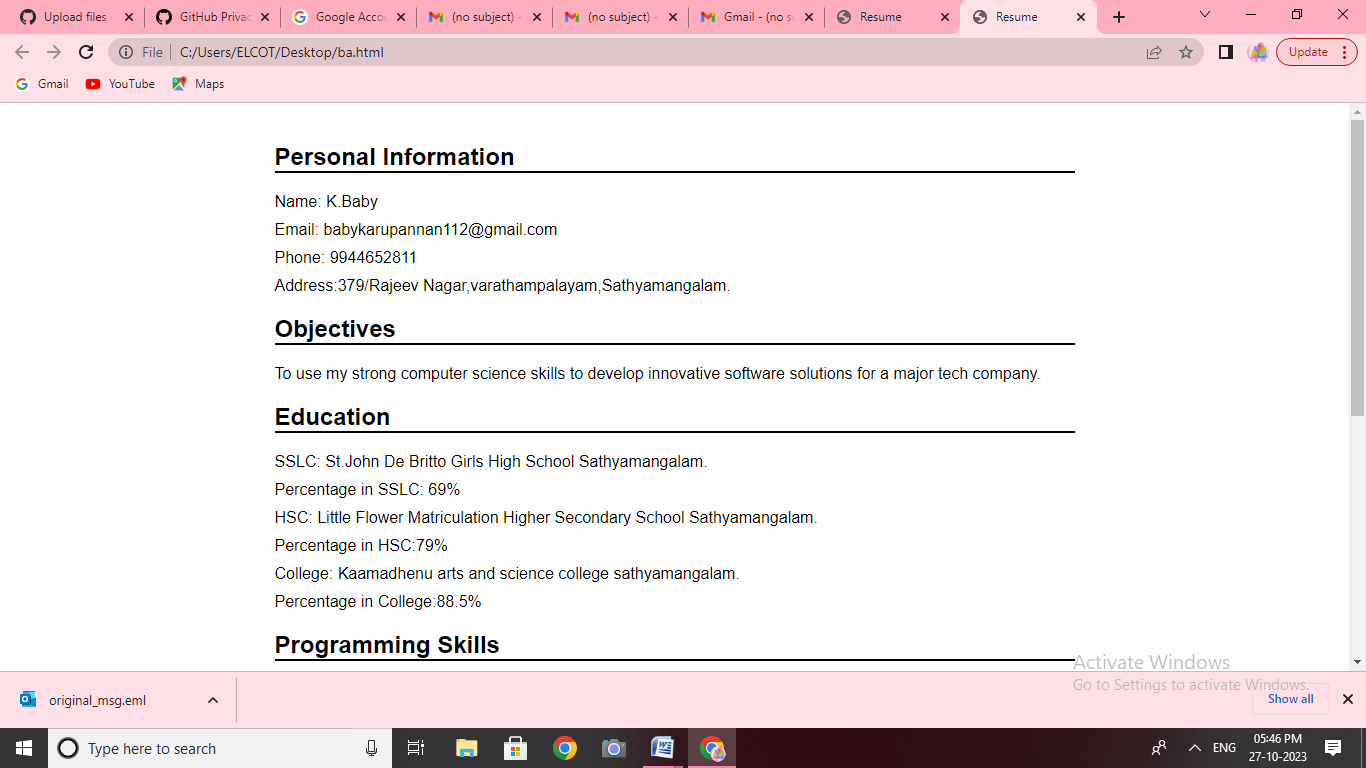 Upload files
GitHub Privac
Google Accou
(no subject) -
(no subject) -
Gmail - (no su
Resume
Resume
File
C:/Users/ELCOT/Desktop/ba.html
Update
Gmail
YouTube
Maps
Personal Information
Name: K.Baby
Email: babykarupannan112@gmail.com
Phone: 9944652811
Address:379/Rajeev Nagar,varathampalayam,Sathyamangalam.
Objectives
To use my strong computer science skills to develop innovative software solutions for a major tech company.
Education
SSLC: St.John De Britto Girls High School Sathyamangalam.
Percentage in SSLC: 69%
HSC: Little Flower Matriculation Higher Secondary School Sathyamangalam.
Percentage in HSC:79%
College: Kaamadhenu arts and science college sathyamangalam.
Percentage in College:88.5%
Programming Skills
Activate Windows
Go to Settings to activate Windows.
original_msg.eml
Show all
Type here to search
ENG
05:46 PM
27-10-2023